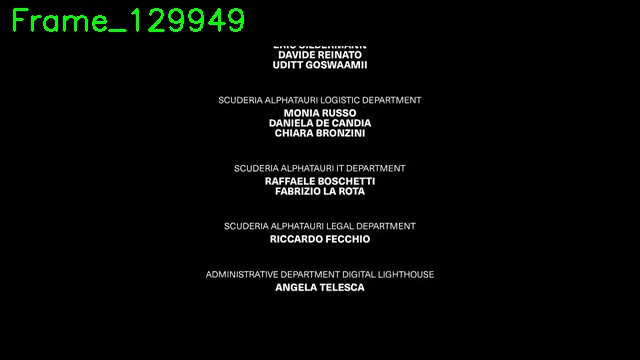 Frame_129949
DAVIDE REINATO
UDITT GOSWAAMII
SCUDERIA ALPHATAURI LOGISTIC DEPARTMENT
MONIA RUSSO
DANIELA DE CANDIA
CHIARA BRONZINI
SCUDERIA ALPHATAURI IT DEPARTMENT
RAFFAELE BOSCHETTI
FABRIZIO LA ROTA
SCUDERIA ALPHATAURI LEGAL DEPARTMENT
RICCARDO FECCHIO
ADMINISTRATIVE DEPARTMENT DIGITAL LIGHTHOUSE
ANGELA TELESCA